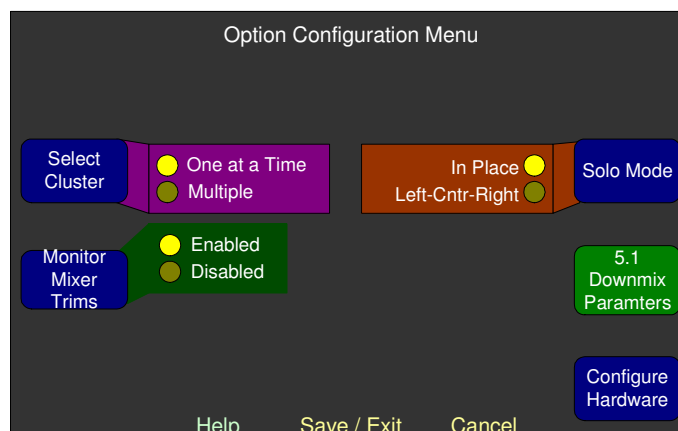 Option Configuration Menu
Select
Cluster
One at a Time
Multiple
In Place
Left-Cntr-Right
Solo Mode
Monitor
Mixer
Trims
Enabled
Disabled
5.1
Downmix
Paramters
Configure
Hardware
Help
Save / Exit
Cancel